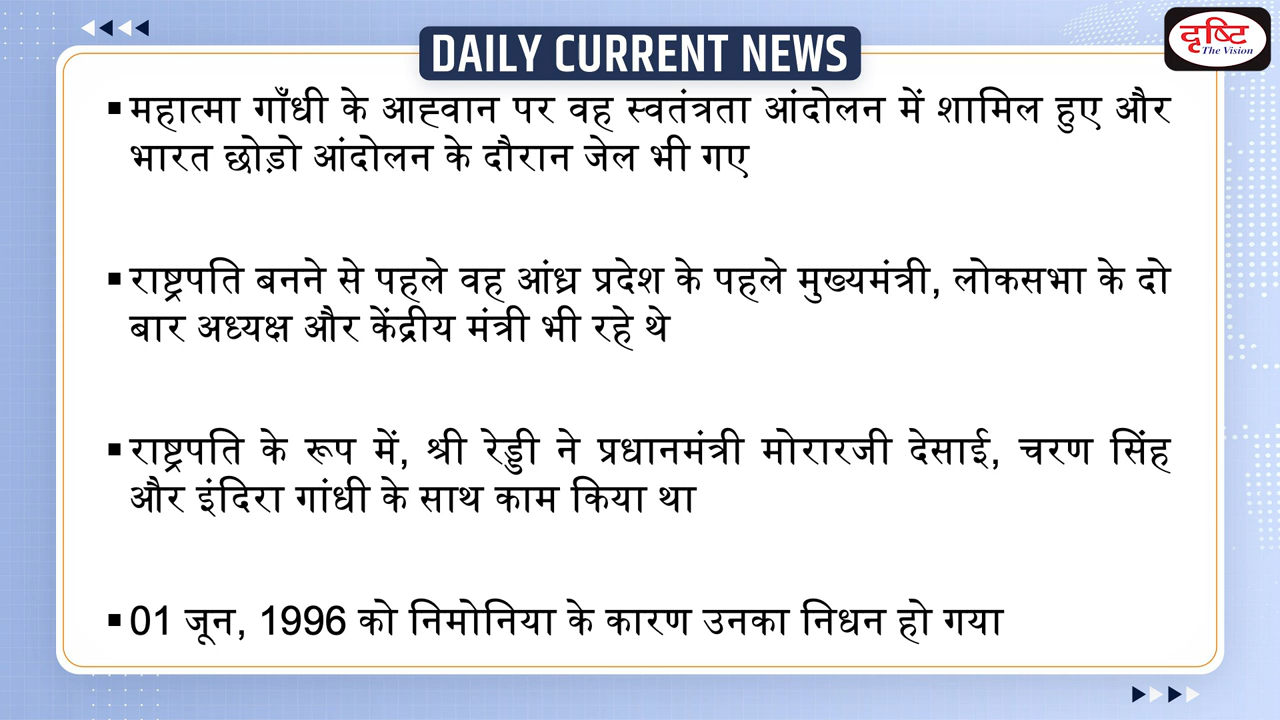 DAILY CURRENT NEWS
दृष्टि
The Vision
▪ महात्मा गाँधी के आह्वान पर वह स्वतंत्रता आंदोलन में शामिल हुए और
भारत छोड़ो आंदोलन के दौरान जेल भी गए
▪ राष्ट्रपति बनने से पहले वह आंध्र प्रदेश के पहले मुख्यमंत्री, लोकसभा के दो
बार अध्यक्ष और केंद्रीय मंत्री भी रहे थे
▪ राष्ट्रपति के रूप में, श्री रेड्डी ने प्रधानमंत्री मोरारजी देसाई, चरण सिंह
और इंदिरा गांधी के साथ काम किया था
▪ 01 जून, 1996 को निमोनिया के कारण उनका निधन हो गया